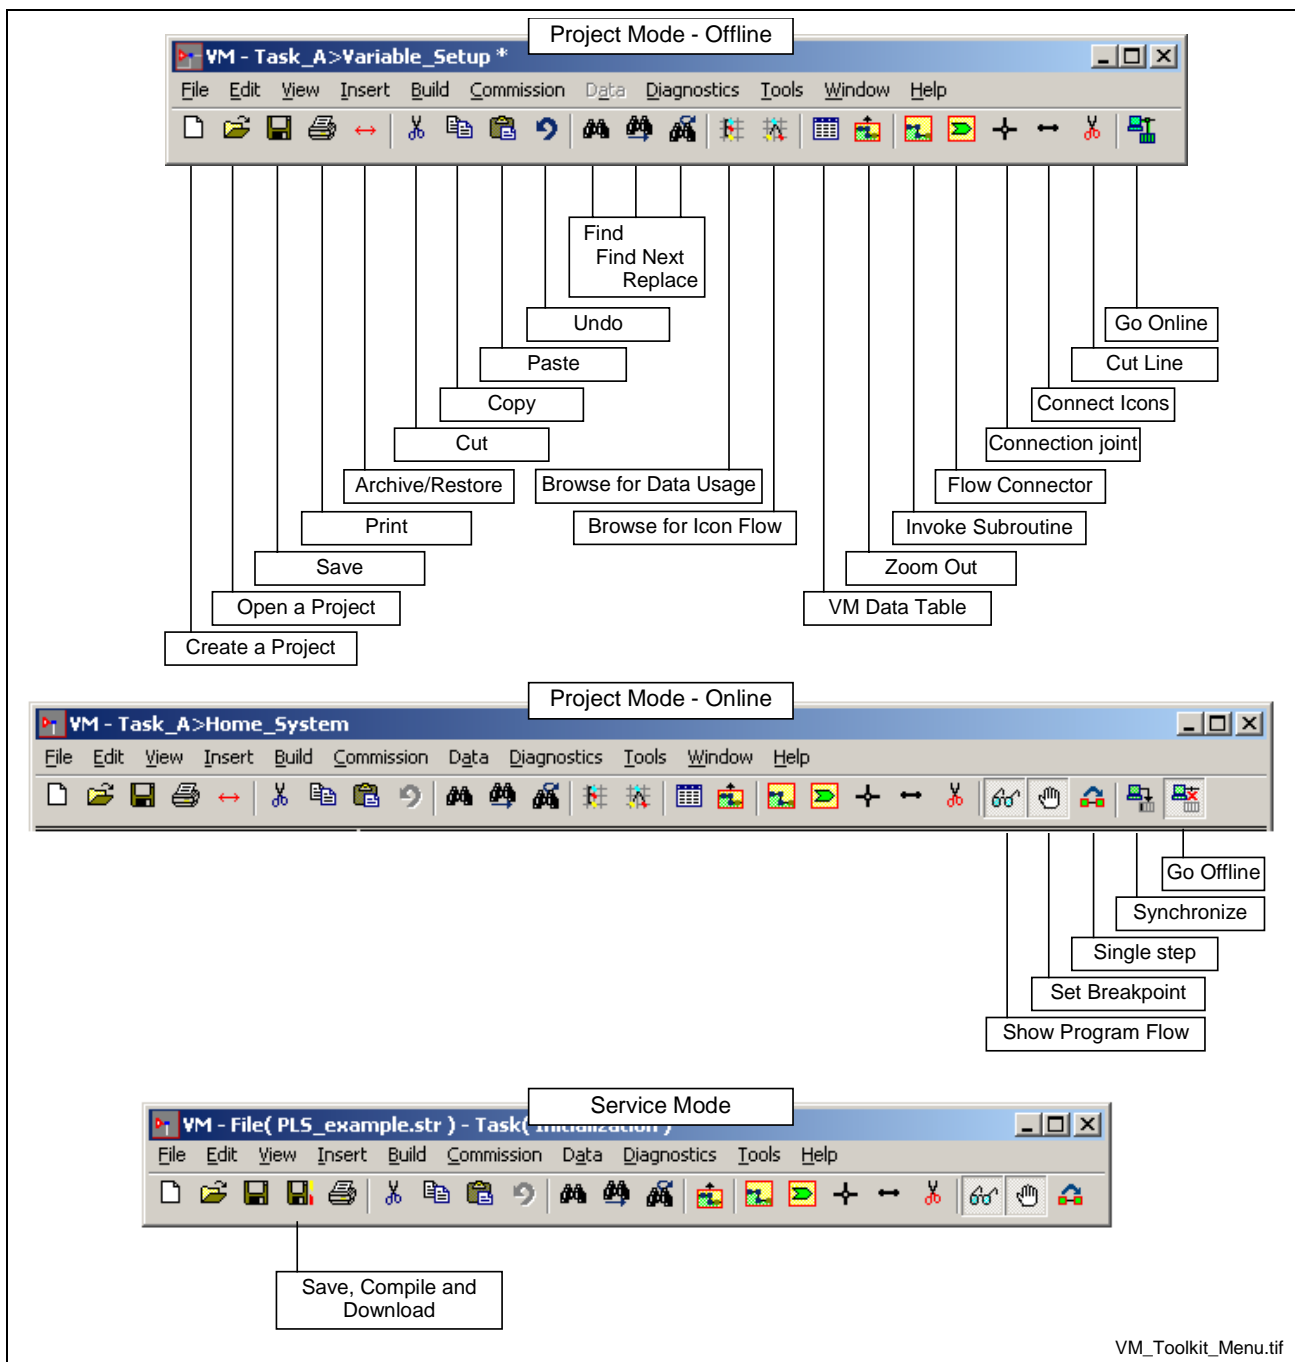 Project Mode - Offline
VM - Task_A>Variable_Setup *
File Edit View Insert Build Commission Data Diagnostics Tools Window Help
Find
Find Next
Replace
Undo
Go Online
Paste
Cut Line
Copy
Connect Icons
Cut
Connection joint
Archive/Restore
Browse for Data Usage
Flow Connector
Print
Browse for Icon Flow
Invoke Subroutine
Save
Zoom Out
Open a Project
VM Data Table
Create a Project
Project Mode - Online
VM - Task_A>Home_System
File Edit View Insert Build Commission Data Diagnostics Tools Window Help
Go Offline
Synchronize
Single step
Set Breakpoint
Show Program Flow
Service Mode
VM - File( PLS_example.str ) - Task( Initialization )
File Edit View Insert Build Commission Data Diagnostics Tools Help
Save, Compile and
Download
VM_Toolkit_Menu.tif